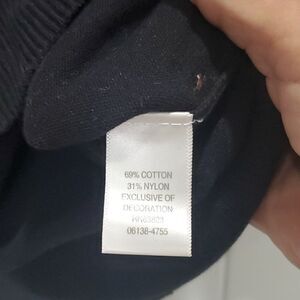 69% COTTON
31% NYLON
EXCLUSIVE OF
DECORATION
06138-4755